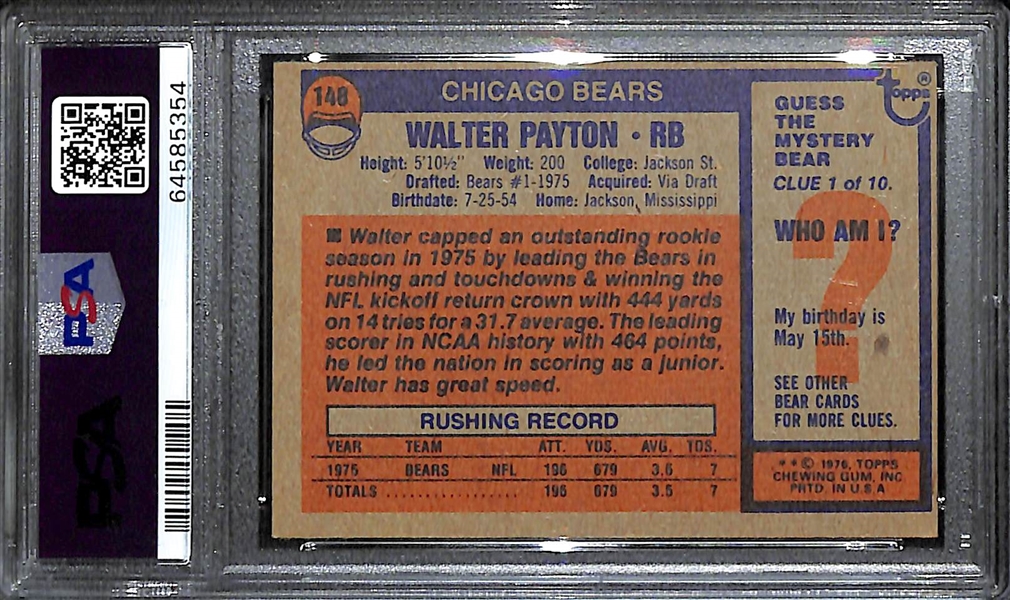 64585354
PSA
PSA
148
CHICAGO BEARS
WALTER PAYTON • RB
Height: 5'10½" Weight: 200 College: Jackson St.
Drafted: Bears #1-1975 Acquired: Via Draft
Birthdate: 7-25-54 Home: Jackson, Mississippi
■ Walter capped an outstanding rookie
season in 1975 by leading the Bears in
rushing and touchdowns & winning the
NFL kickoff return crown with 444 yards
on 14 tries for a 31.7 average. The leading
scorer in NCAA history with 464 points,
he led the nation in scoring as a junior.
Walter has great speed.
RUSHING RECORD
YEAR TEAM ATT. YDS. AVG. TDS.
1975 BEARS NFL 196 679 3.5 7
TOTALS .................. 196 679 3.5 7
topps ®
GUESS
THE
MYSTERY
BEAR
CLUE 1 of 10.
?
WHO AM I?
My birthday is
May 15th.
SEE OTHER
BEAR CARDS
FOR MORE CLUES.
* * © 1976, TOPPS
CHEWING GUM, INC
PRTD. IN U.S.A